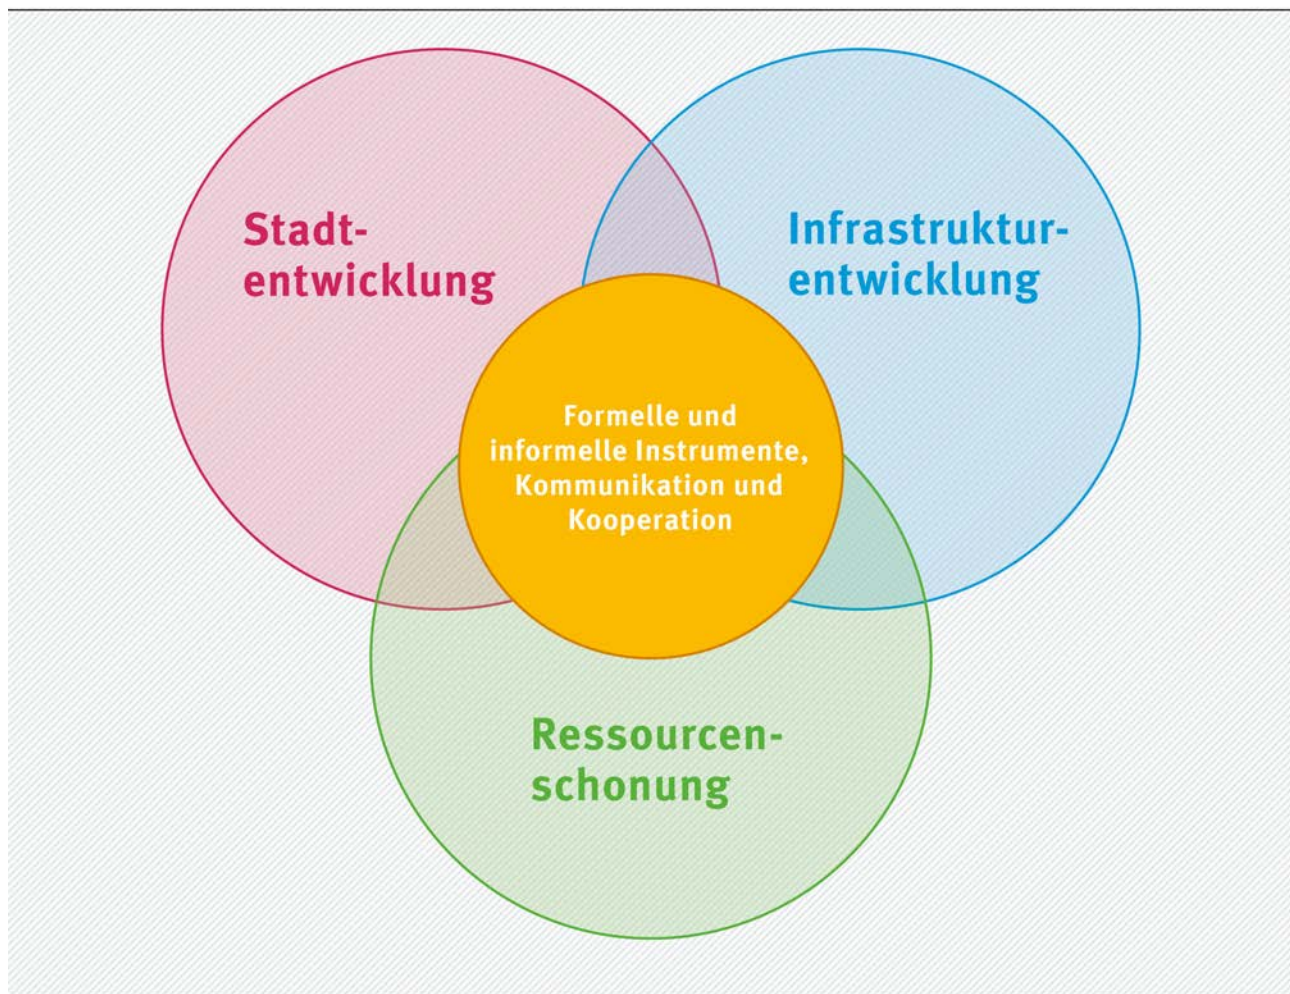 Stadt-
entwicklung
Infrastruktur-
entwicklung
Formelle und
informelle Instrumente,
Kommunikation und
Kooperation
Ressourcen-
schonung